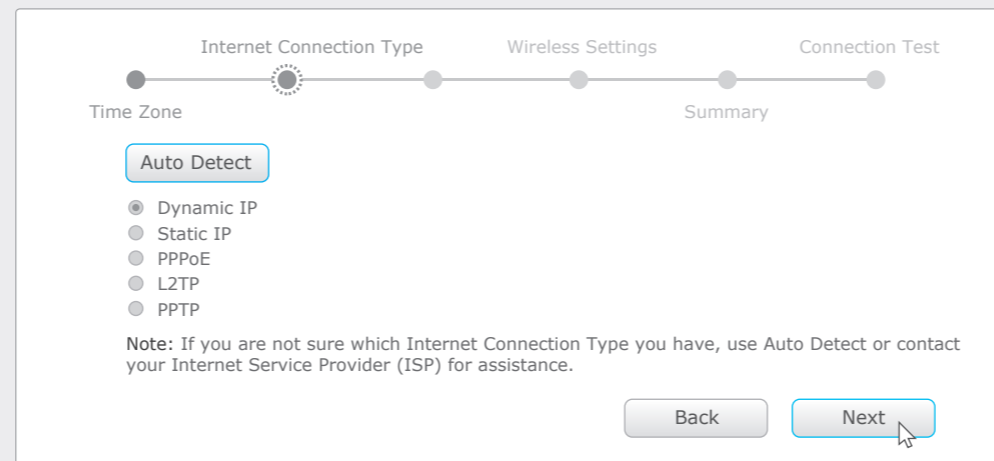 Internet Connection Type Wireless Settings Connection Test
Time Zone Summary
Auto Detect
Dynamic IP
Static IP
PPPoE
L2TP
PPTP
Note: If you are not sure which Internet Connection Type you have, use Auto Detect or contact
your Internet Service Provider (ISP) for assistance.
Back Next